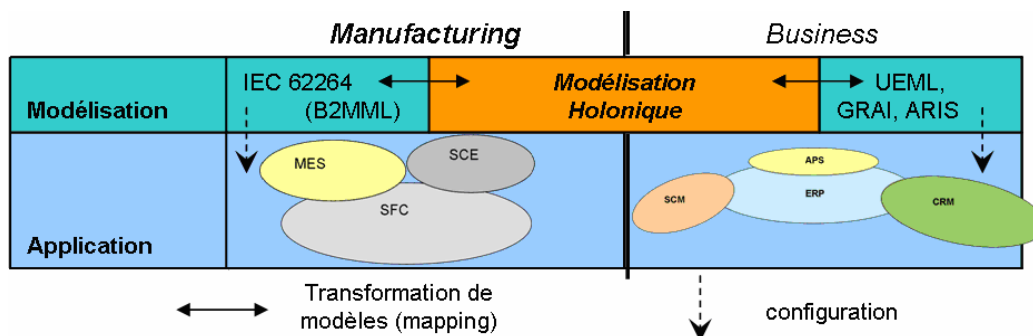 Manufacturing
Business
Modélisation
IEC 62264
(B2MML)
Modélisation
Holonique
UEML,
GRAI, ARIS
Application
MES
SCE
SFC
SCM
APS
ERP
CRM
Transformation de
modèles (mapping)
configuration